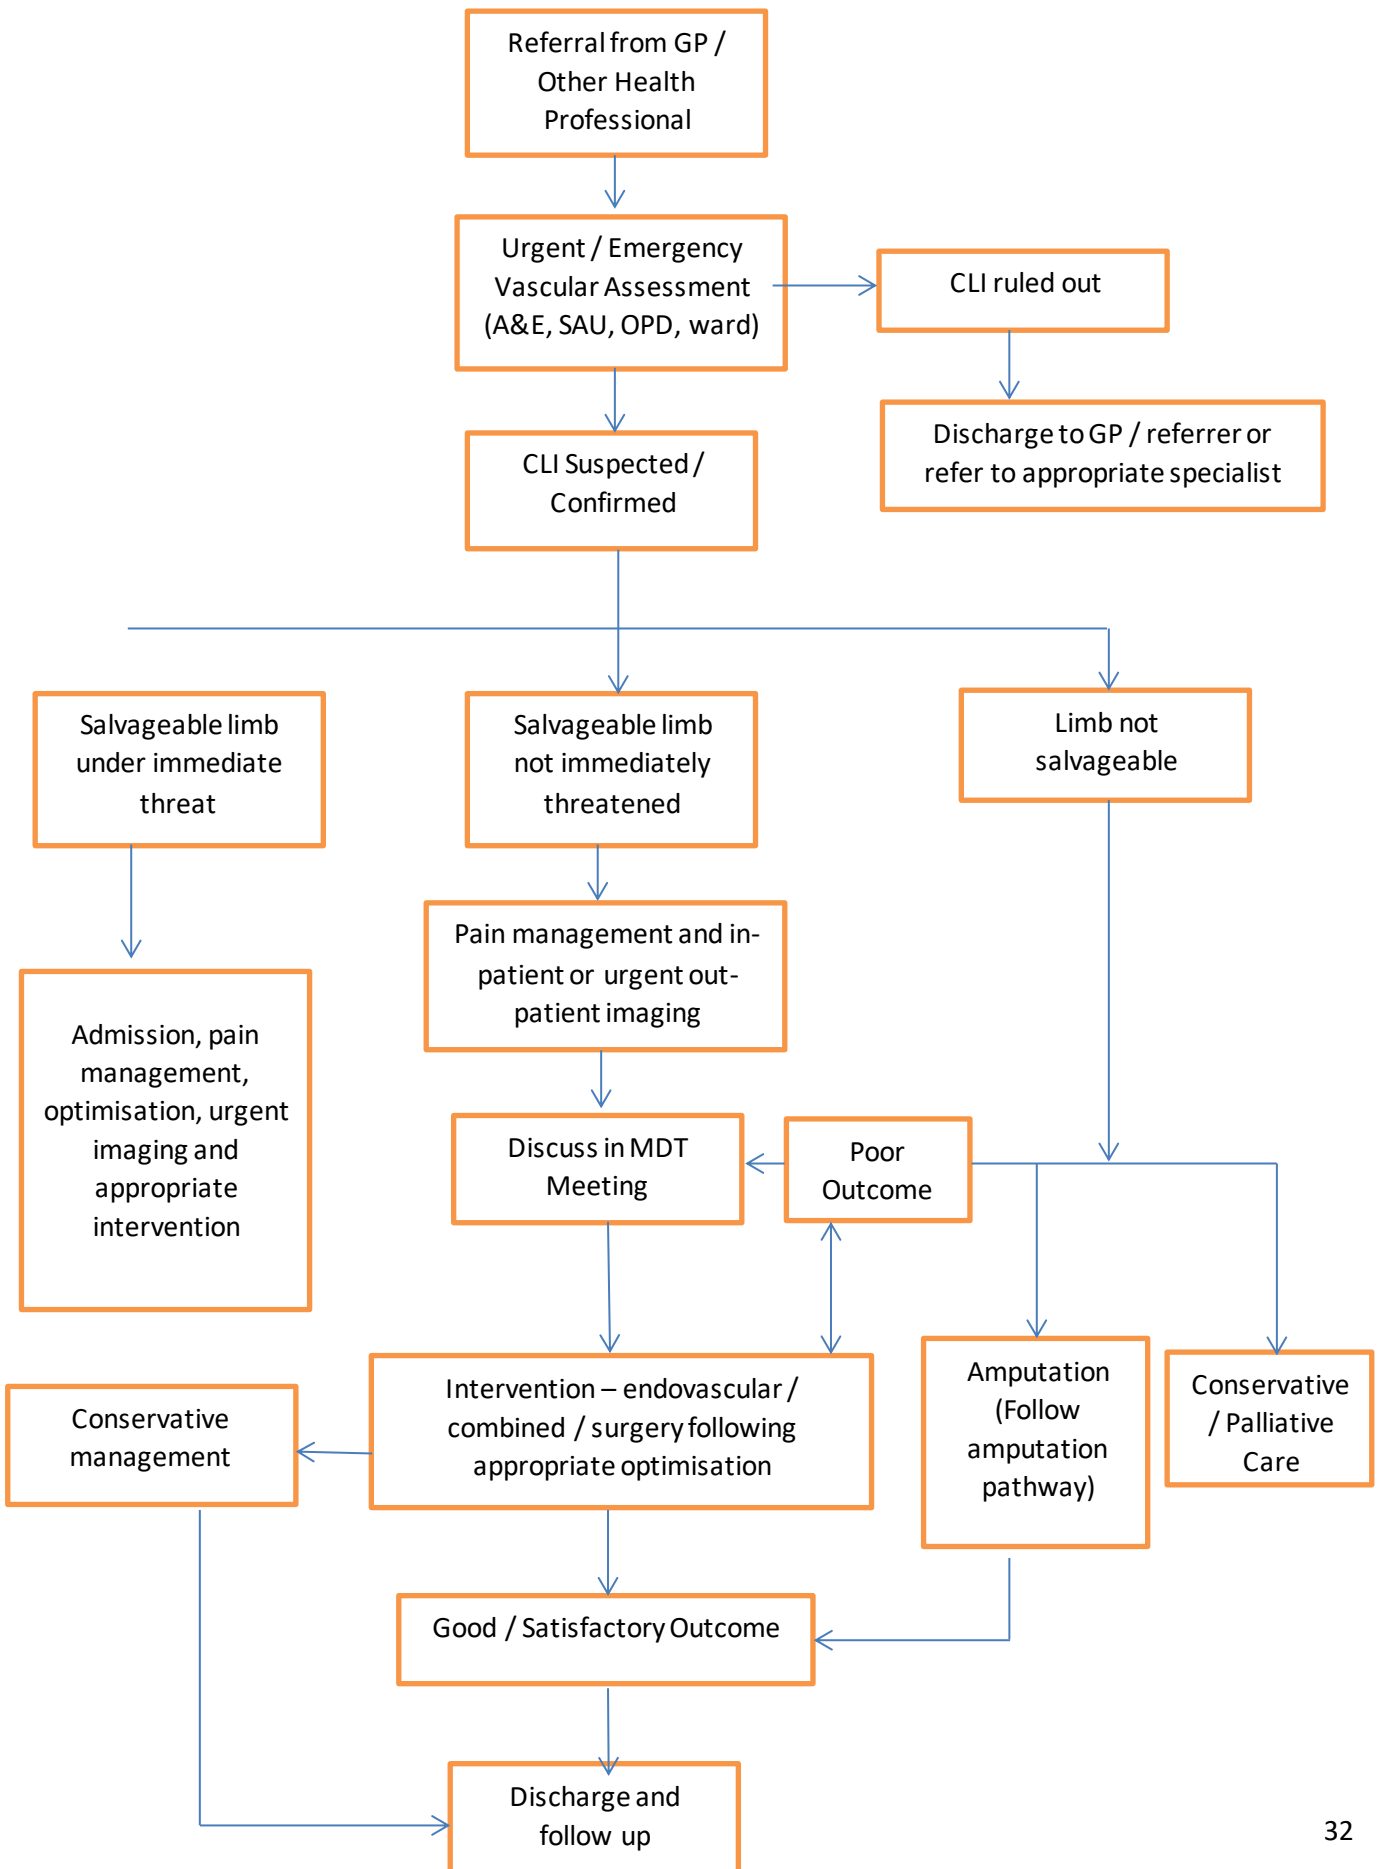 Referral from GP /
Other Health
Professional
Urgent / Emergency
Vascular Assessment
(A&E, SAU, OPD, ward)
CLI ruled out
Discharge to GP / referrer or
refer to appropriate specialist
CLI Suspected /
Confirmed
Salvageable limb
under immediate
threat
Salvageable limb
not immediately
threatened
Limb not
salvageable
Pain management and in-
patient or urgent out-
patient imaging
Admission, pain
management,
optimisation, urgent
imaging and
appropriate
intervention
Discuss in MDT
Meeting
Poor
Outcome
Intervention – endovascular /
combined / surgery following
appropriate optimisation
Amputation
(Follow
amputation
pathway)
Conservative
/ Palliative
Care
Conservative
management
Good / Satisfactory Outcome
Discharge and
follow up
32